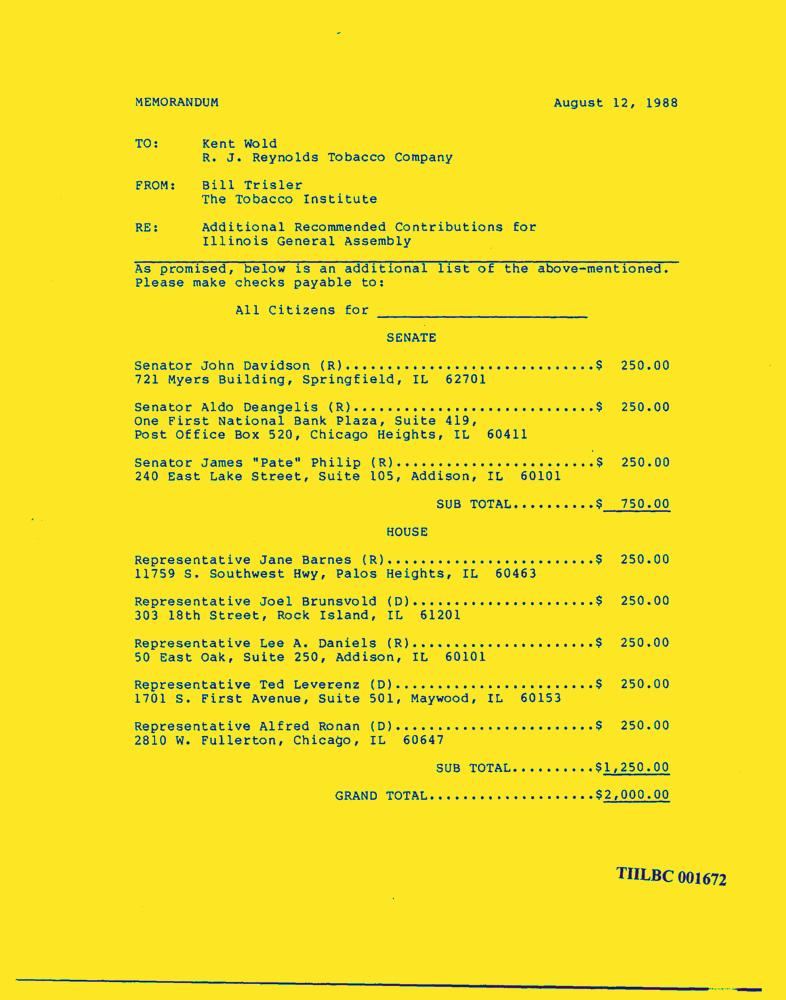 MEMORANDUM August 12, 1988
TO: Kent Wold
R. J. Reynolds Tobacco Company
FROM: Bill Trisler
The Tobacco Institute
RE: Additional Recommended Contributions for
Illinois General Assembly
As promised, below is an additional list of the above-mentioned.
Please make checks payable to:
All Citizens for ____________________
SENATE
Senator John Davidson (R)..............................$ 250.00
721 Myers Building, Springfield, IL 62701
Senator Aldo Deangelis (R).............................$ 250.00
One First National Bank Plaza, Suite 419,
Post Office Box 520, Chicago Heights, IL 60411
Senator James "Pate" Philip (R)........................$ 250.00
240 East Lake Street, Suite 105, Addison, IL 60101
SUB TOTAL..........$ 750.00
HOUSE
Representative Jane Barnes (R).........................$ 250.00
11759 S. Southwest Hwy, Palos Heights, IL 60463
Representative Joel Brunsvold (D)......................$ 250.00
303 18th Street, Rock Island, IL 61201
Representative Lee A. Daniels (R)......................$ 250.00
50 East Oak, Suite 250, Addison, IL 60101
Representative Ted Leverenz (D)........................$ 250.00
1701 S. First Avenue, Suite 501, Maywood, IL 60153
Representative Alfred Ronan (D)........................$ 250.00
2810 W. Fullerton, Chicago, IL 60647
SUB TOTAL..........$1,250.00
GRAND TOTAL....................$2,000.00
TIILBC 001672